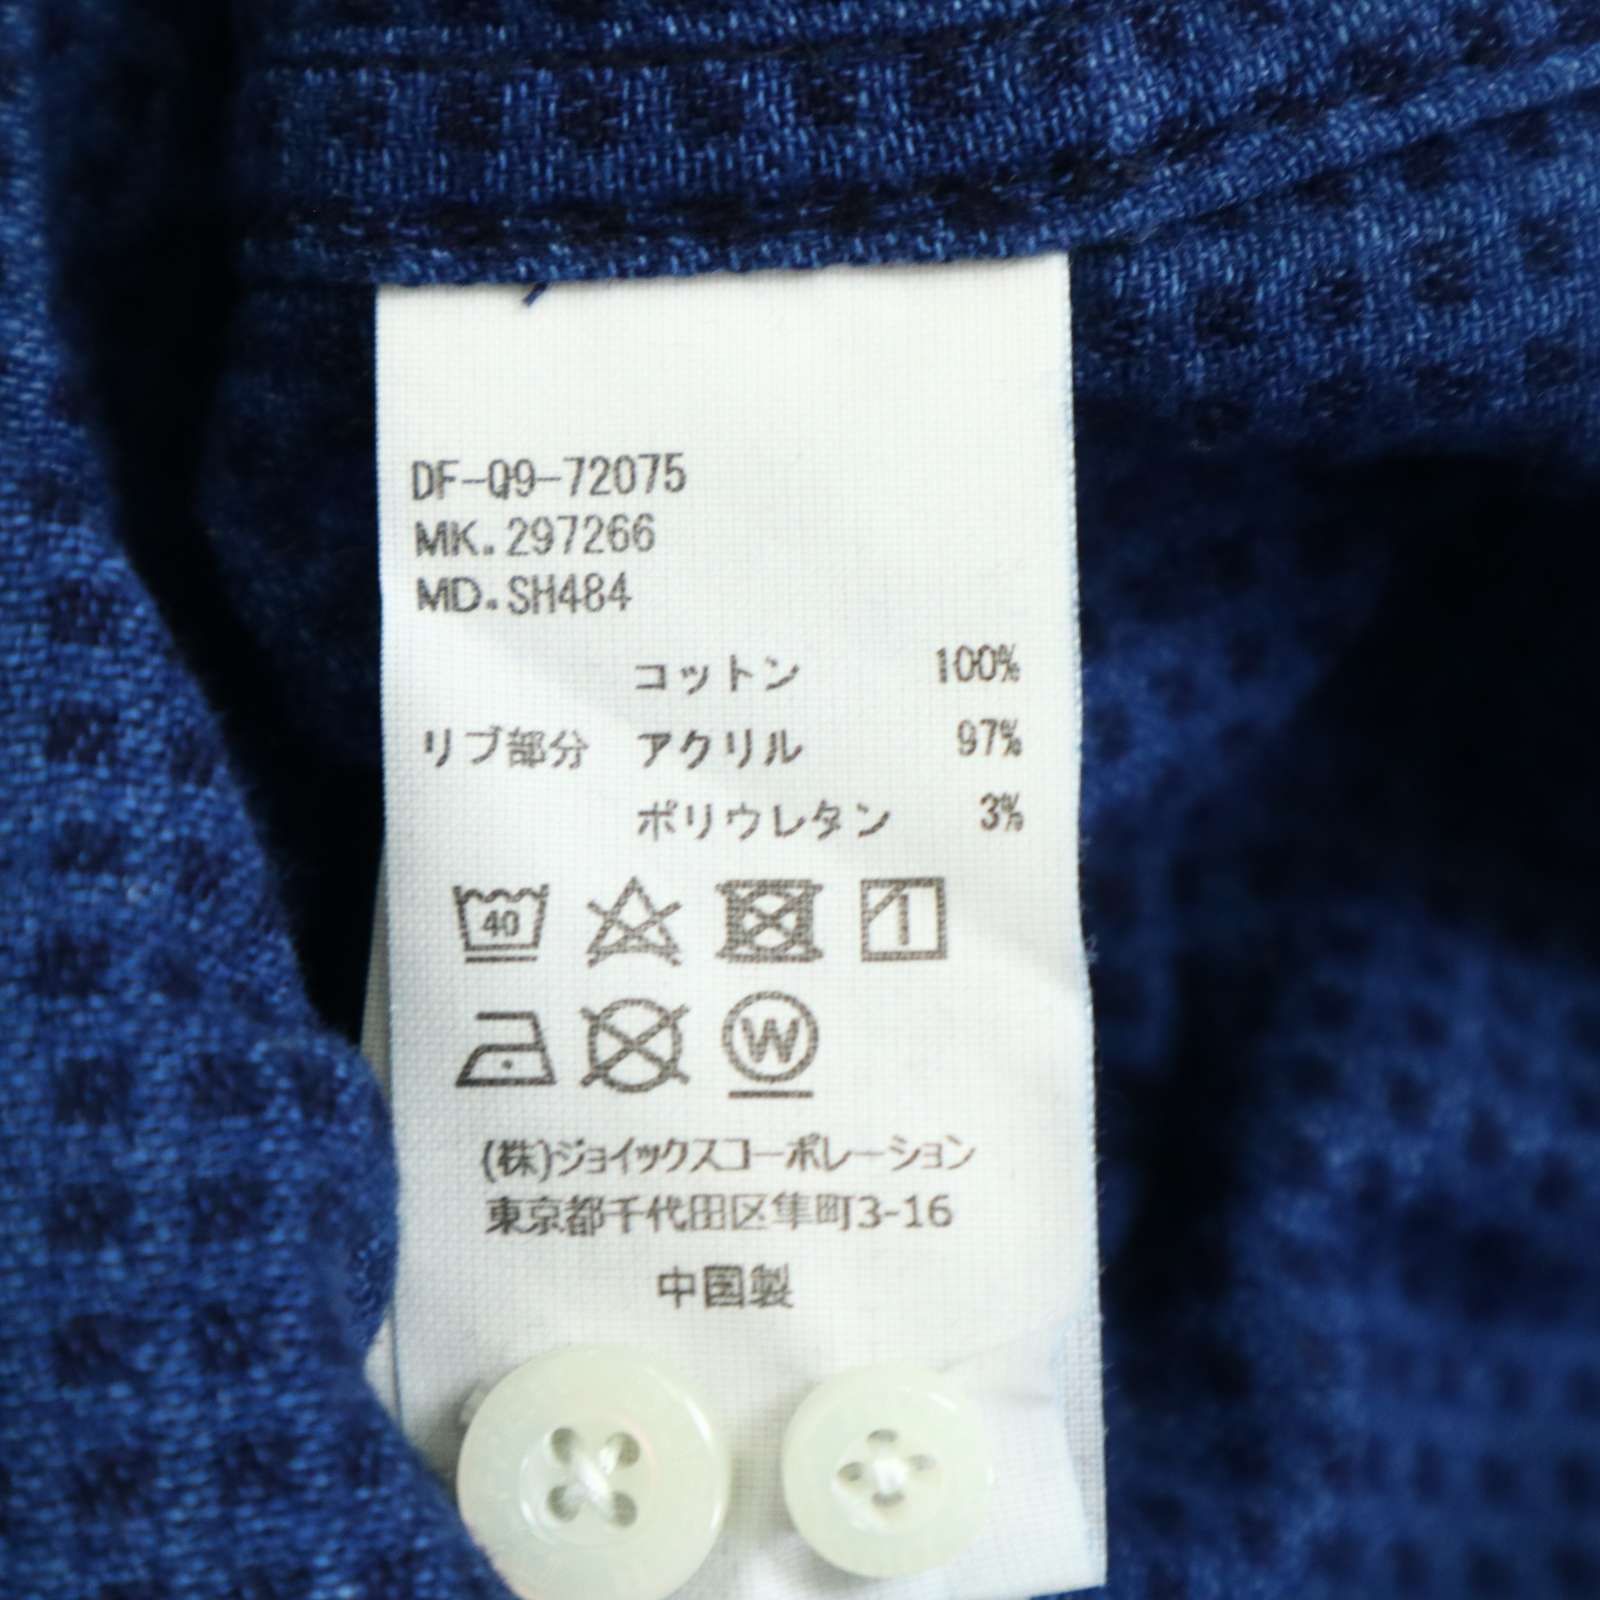 DF-Q9-72075
MK.297266
MD.SH484
コットン 100%
リブ部分 アクリル 97%
ポリウレタン 3%
40
W
(株)ジョイックスコーポレーション
東京都千代田区隼町3-16
中国製